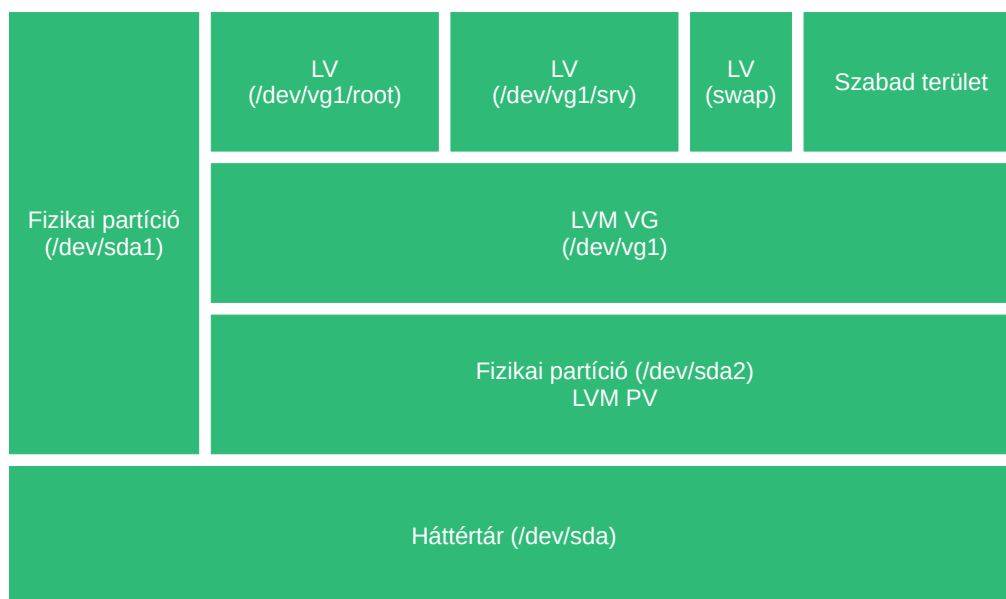 LV
(/dev/vg1/root)
LV
(/dev/vg1/srv)
LV
(swap)
Szabad terület
Fizikai partíció
(/dev/sda1)
LVM VG
(/dev/vg1)
Fizikai partíció (/dev/sda2)
LVM PV
Háttértár (/dev/sda)